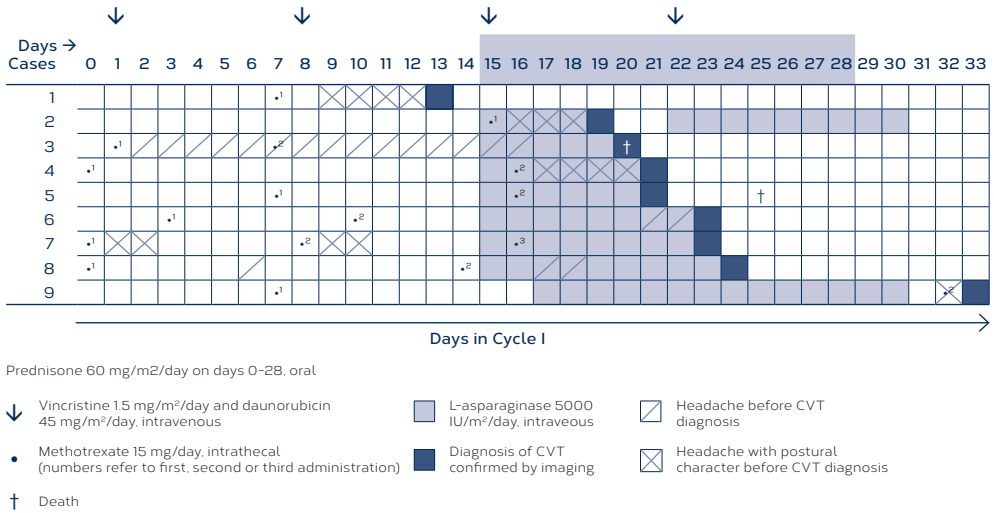 Days →
Cases 0 1 2 3 4 5 6 7 8 9 10 11 12 13 14 15 16 17 18 19 20 21 22 23 24 25 26 27 28 29 30 31 32 33
1 •1
2 •1
3 •1 •2 †
4 •1 •2
5 •1 •2 †
6 •1 •2
7 •1 •2 •3
8 •1 •2
9 •1 •2
Days in Cycle I
Prednisone 60 mg/m2/day on days 0-28, oral
Vincristine 1.5 mg/m²/day and daunorubicin
45 mg/m²/day, intravenous
L-asparaginase 5000
IU/m²/day, intraveous
Headache before CVT
diagnosis
Methotrexate 15 mg/day, intrathecal
(numbers refer to first, second or third administration)
Diagnosis of CVT
confirmed by imaging
Headache with postural
character before CVT diagnosis
† Death